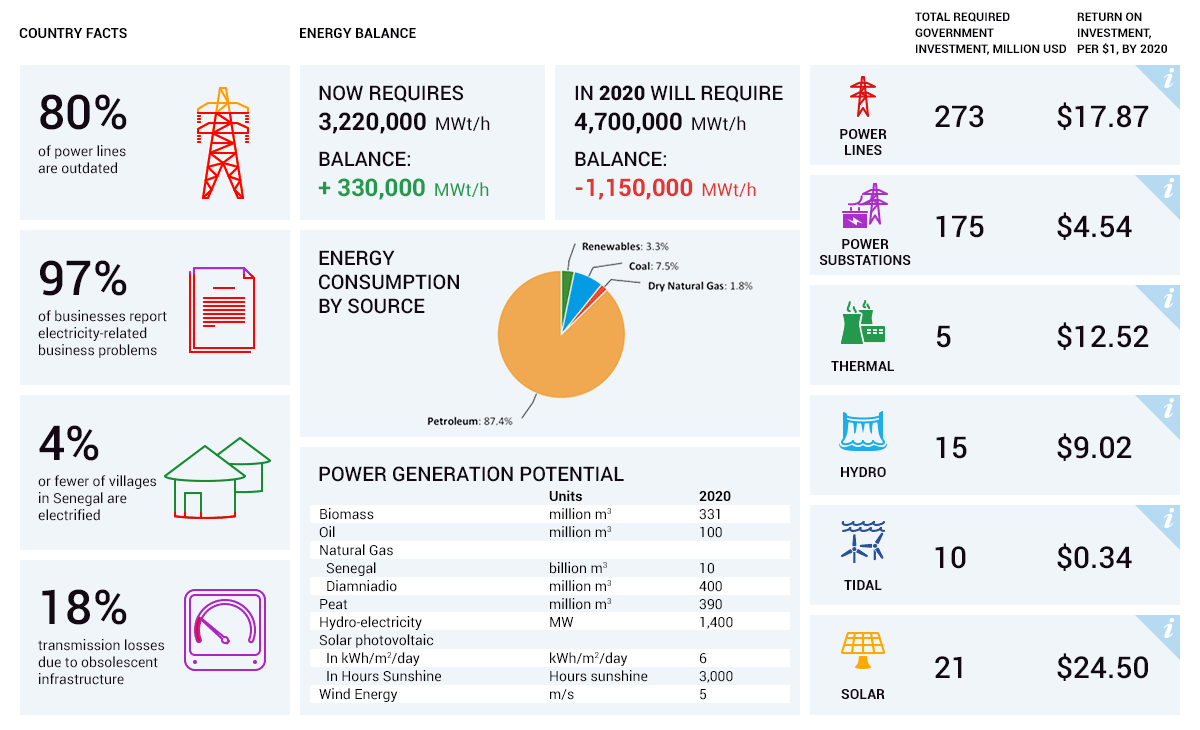 COUNTRY FACTS
80%
of power lines
are outdated
97%
of businesses report
electricity-related
business problems
4%
or fewer of villages
in Senegal are
electrified
18%
transmission losses
due to obsolescent
infrastructure
ENERGY BALANCE
NOW REQUIRES
3,220,000 MWt/h
BALANCE:
+ 330,000 MWt/h
IN 2020 WILL REQUIRE
4,700,000 MWt/h
BALANCE:
-1,150,000 MWt/h
ENERGY
CONSUMPTION
BY SOURCE
Renewables: 3.3%
Coal: 7.5%
Dry Natural Gas: 1.8%
Petroleum: 87.4%
POWER GENERATION POTENTIAL
Units 2020
Biomass million m³ 331
Oil million m³ 100
Natural Gas
Senegal billion m³ 10
Diamniadio million m³ 400
Peat million m³ 390
Hydro-electricity MW 1,400
Solar photovoltaic
In kWh/m²/day kWh/m²/day 6
In Hours Sunshine Hours sunshine 3,000
Wind Energy m/s 5
TOTAL REQUIRED
GOVERNMENT
INVESTMENT, MILLION USD
RETURN ON
INVESTMENT,
PER $1, BY 2020
i
POWER
LINES
273 $17.87
i
POWER
SUBSTATIONS
175 $4.54
i
THERMAL
5 $12.52
i
HYDRO
15 $9.02
i
TIDAL
10 $0.34
i
SOLAR
21 $24.50